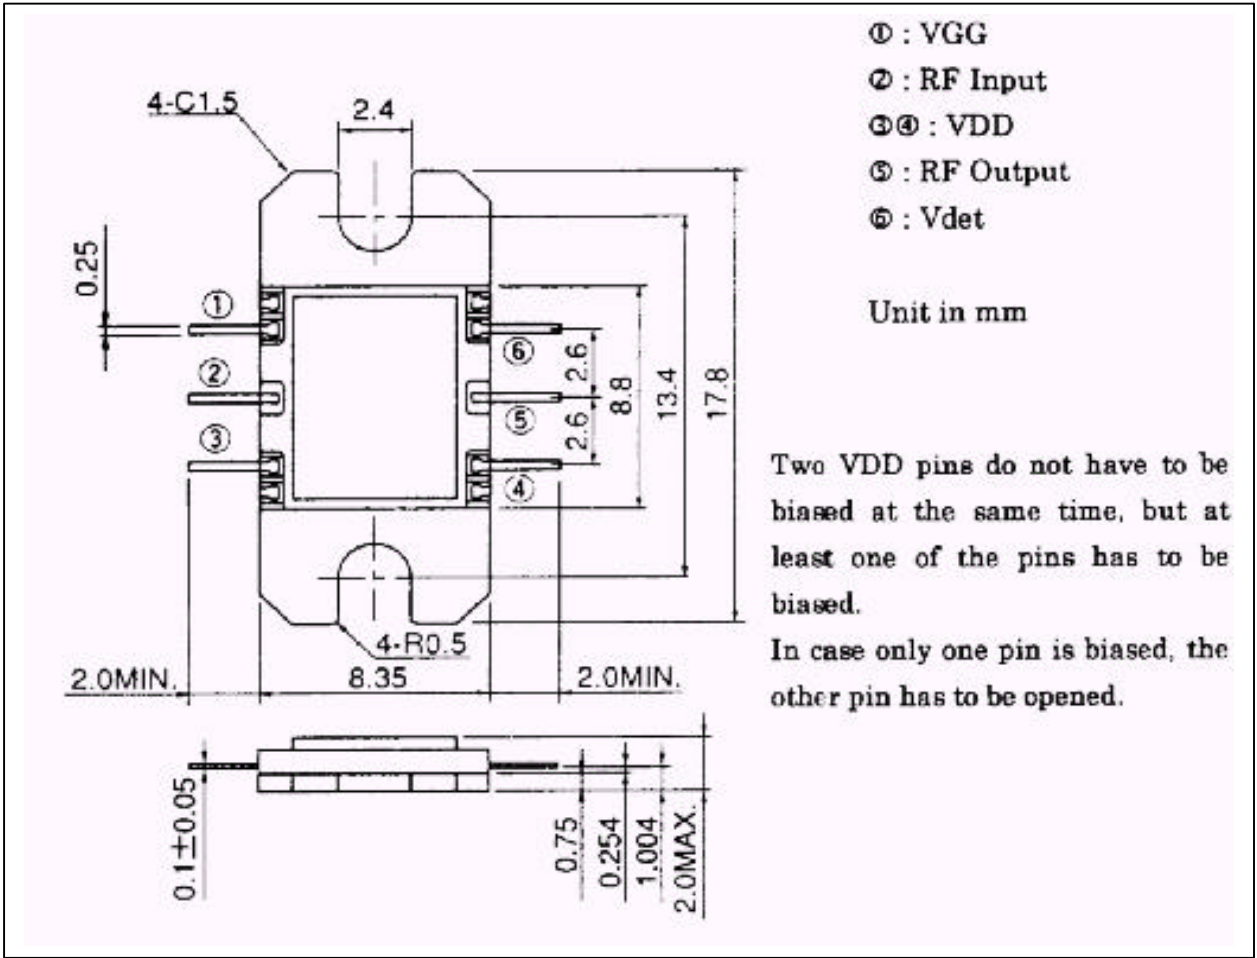 ① : VGG
② : RF Input
③④ : VDD
⑤ : RF Output
⑥ : Vdet
Unit in mm
4-C1.5
2.4
0.25
①
②
③
⑥
⑤
④
2.6
2.6
8.8
13.4
17.8
4-R0.5
2.0MIN.
8.35
2.0MIN.
Two VDD pins do not have to be
biased at the same time, but at
least one of the pins has to be
biased.
In case only one pin is biased, the
other pin has to be opened.
0.1±0.05
0.75
0.254
1.004
2.0MAX.